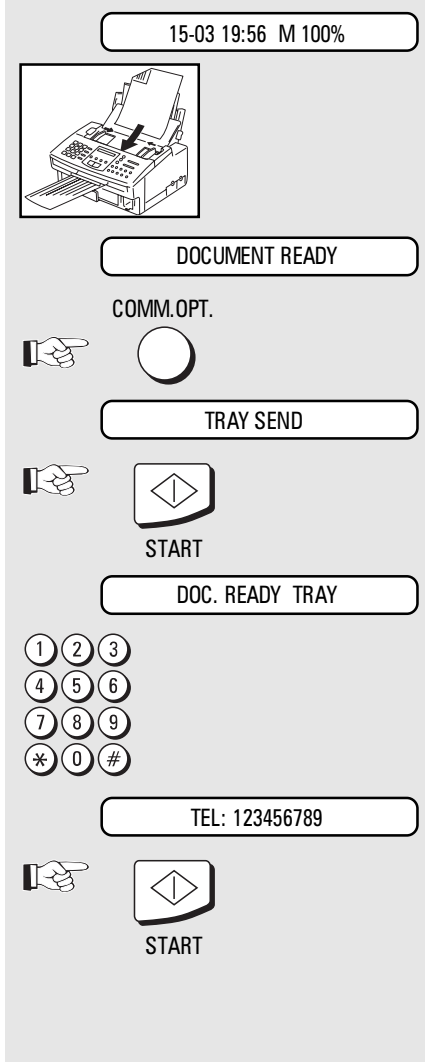 15-03 19:56 M 100%
DOCUMENT READY
COMM.OPT.
TRAY SEND
START
DOC. READY TRAY
1 2 3
4 5 6
7 8 9
* 0 #
TEL: 123456789
START